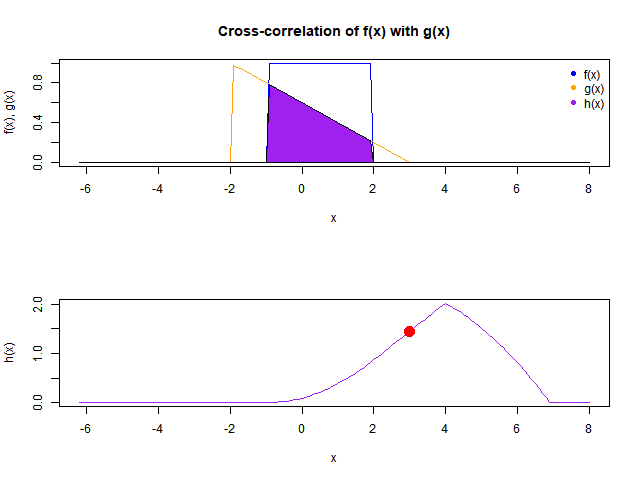 Cross-correlation of f(x) with g(x)
f(x), g(x)
0.8
0.4
0.0
f(x)
g(x)
h(x)
-6 -4 -2 0 2 4 6 8
x
h(x)
2.0
1.0
0.0
-6 -4 -2 0 2 4 6 8
x